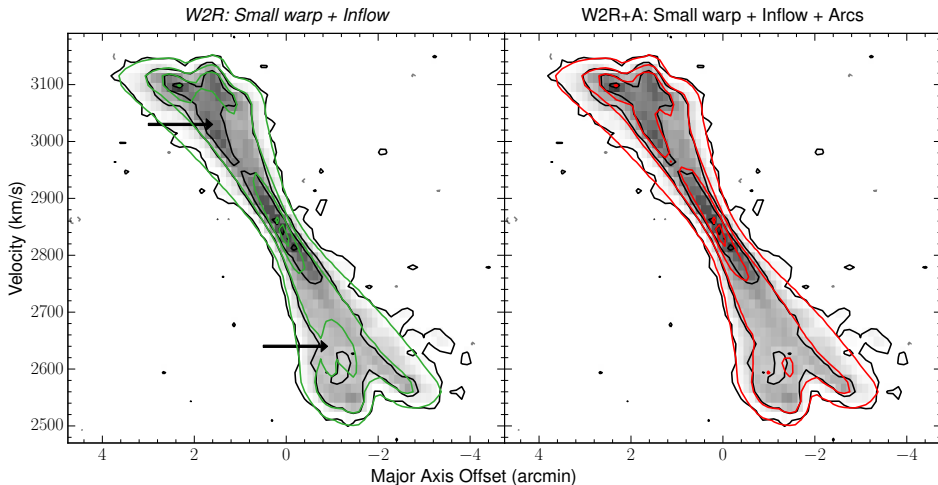 W2R: Small warp + Inflow
W2R+A: Small warp + Inflow + Arcs
Velocity (km/s)
3100
3000
2900
2800
2700
2600
2500
4 2 0 −2 −4
4 2 0 −2 −4
Major Axis Offset (arcmin)